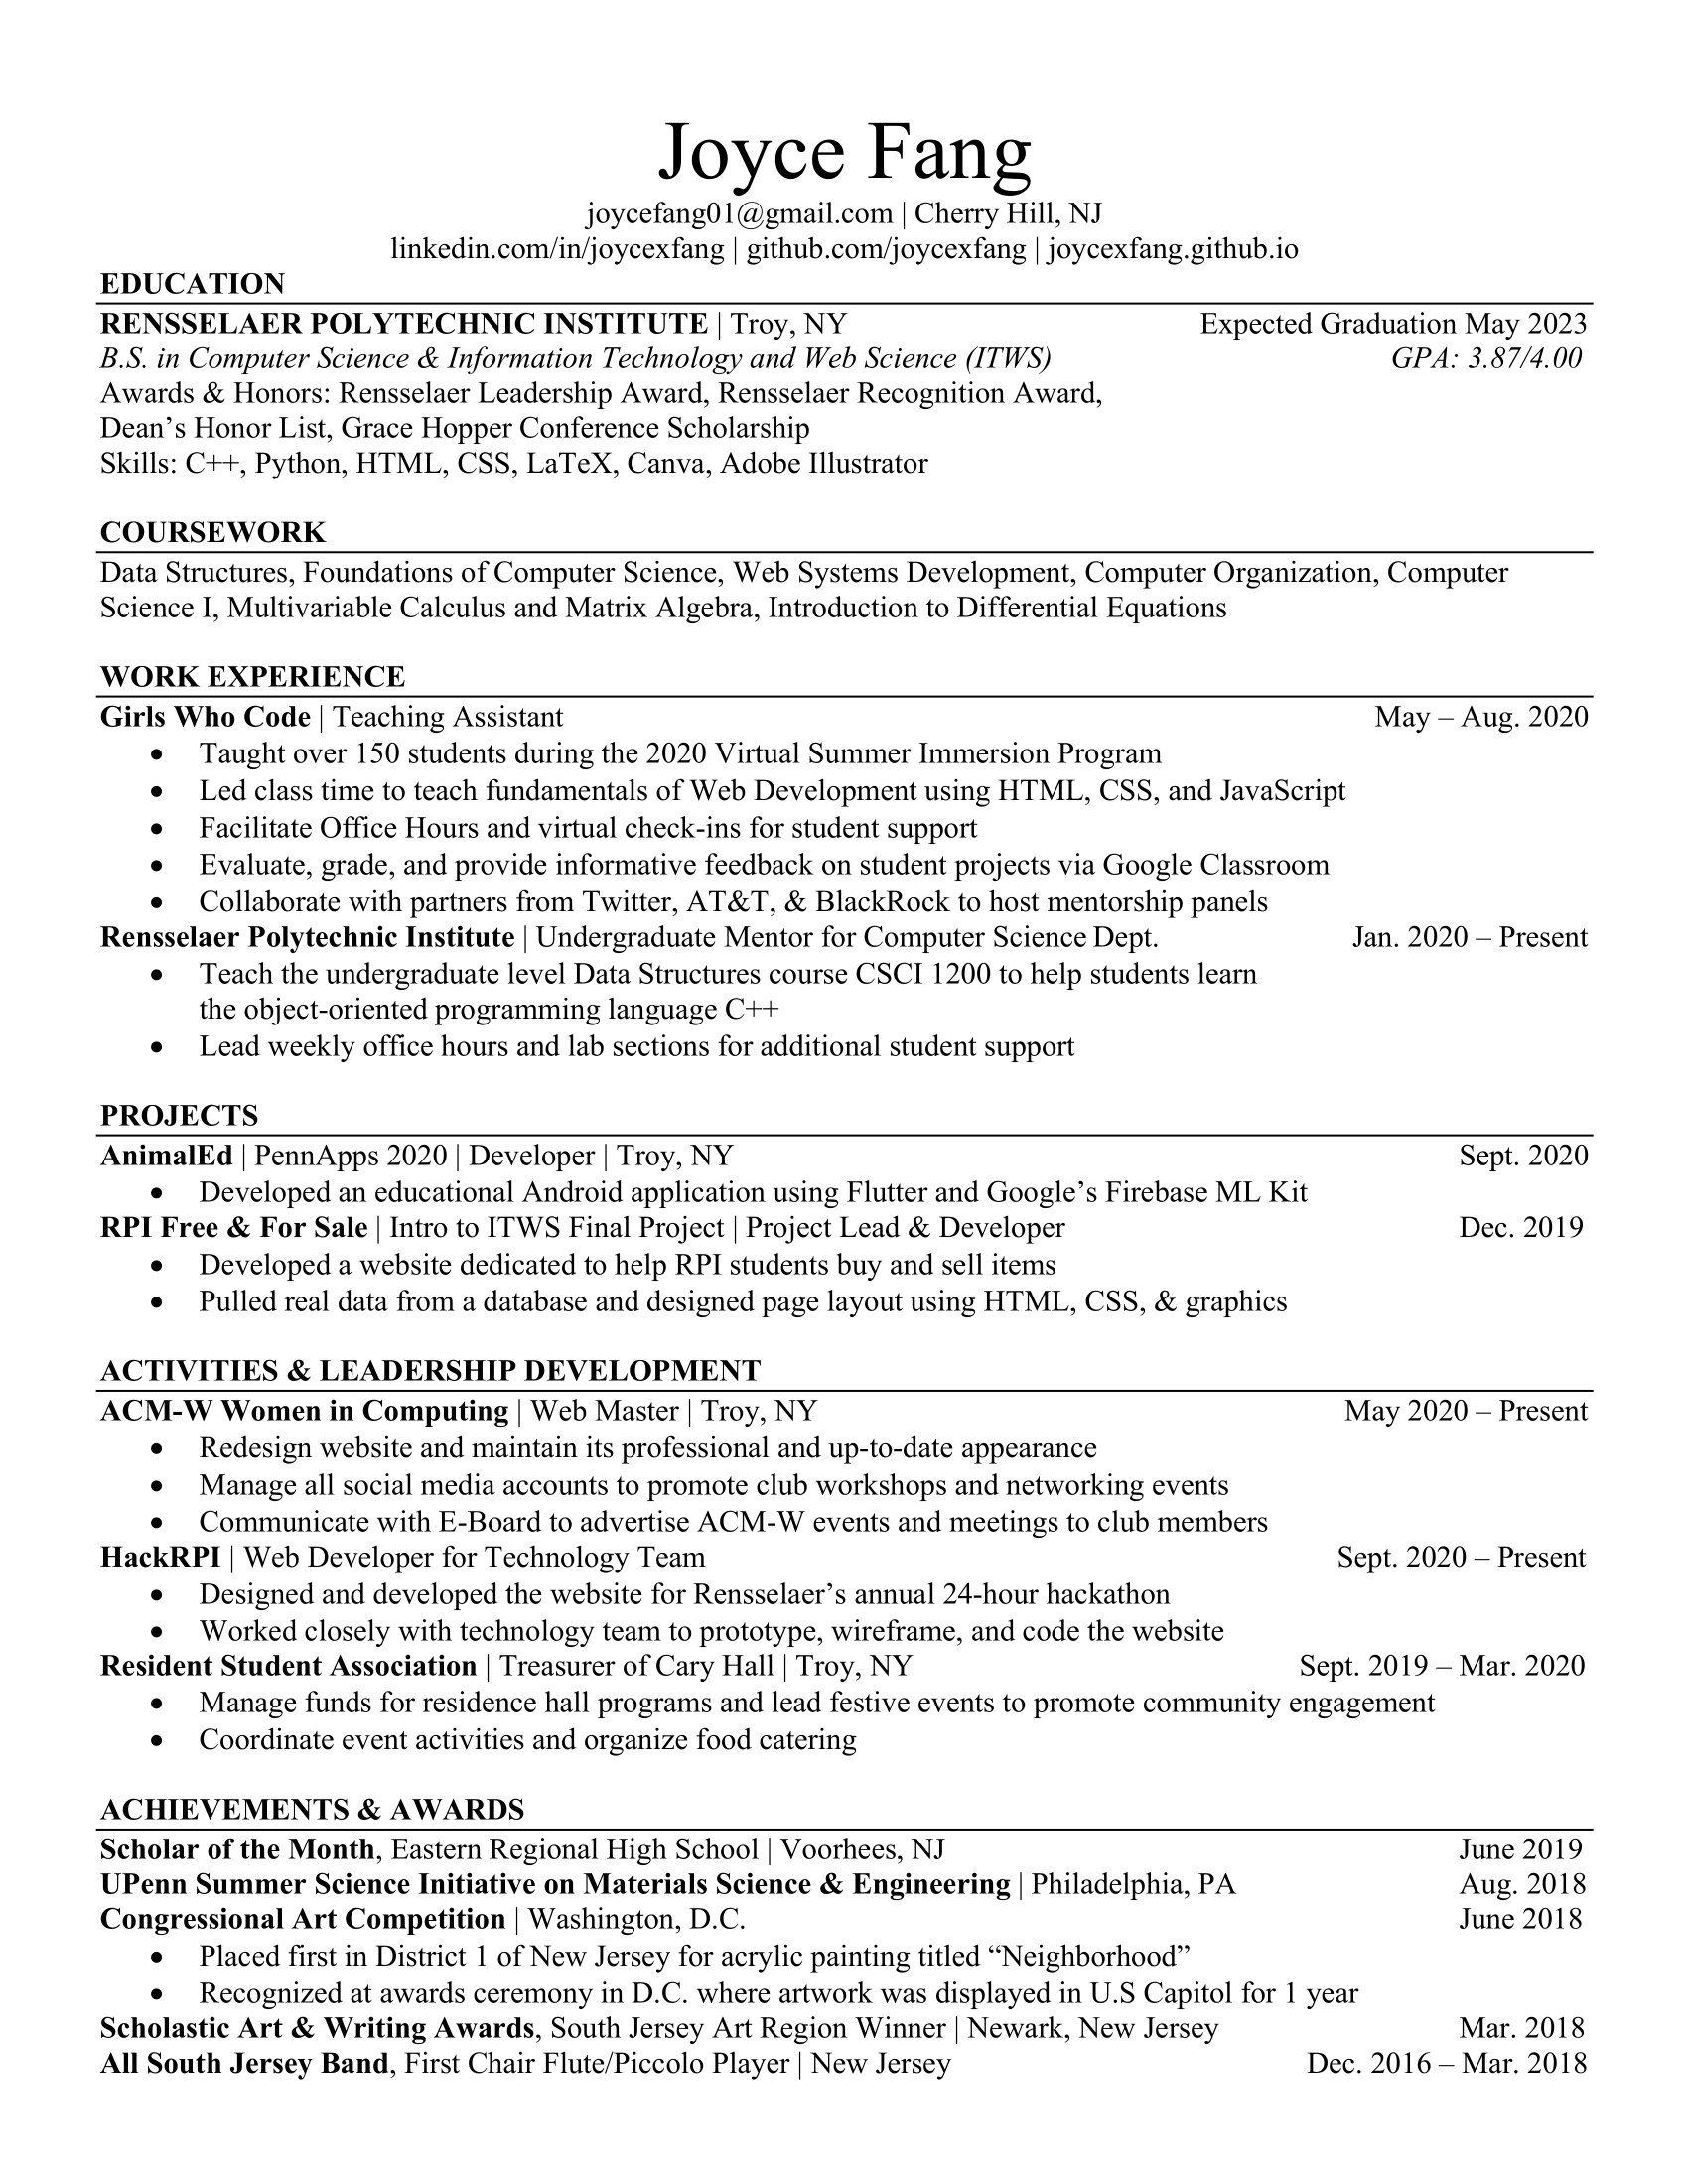 Joyce Fang
joycefang01@gmail.com | Cherry Hill, NJ
linkedin.com/in/joycexfang | github.com/joycexfang | joycexfang.github.io
EDUCATION
RENSSELAER POLYTECHNIC INSTITUTE | Troy, NY Expected Graduation May 2023
B.S. in Computer Science & Information Technology and Web Science (ITWS) GPA: 3.87/4.00
Awards & Honors: Rensselaer Leadership Award, Rensselaer Recognition Award,
Dean’s Honor List, Grace Hopper Conference Scholarship
Skills: C++, Python, HTML, CSS, LaTeX, Canva, Adobe Illustrator
COURSEWORK
Data Structures, Foundations of Computer Science, Web Systems Development, Computer Organization, Computer
Science I, Multivariable Calculus and Matrix Algebra, Introduction to Differential Equations
WORK EXPERIENCE
Girls Who Code | Teaching Assistant May – Aug. 2020
• Taught over 150 students during the 2020 Virtual Summer Immersion Program
• Led class time to teach fundamentals of Web Development using HTML, CSS, and JavaScript
• Facilitate Office Hours and virtual check-ins for student support
• Evaluate, grade, and provide informative feedback on student projects via Google Classroom
• Collaborate with partners from Twitter, AT&T, & BlackRock to host mentorship panels
Rensselaer Polytechnic Institute | Undergraduate Mentor for Computer Science Dept. Jan. 2020 – Present
• Teach the undergraduate level Data Structures course CSCI 1200 to help students learn
the object-oriented programming language C++
• Lead weekly office hours and lab sections for additional student support
PROJECTS
AnimalEd | PennApps 2020 | Developer | Troy, NY Sept. 2020
• Developed an educational Android application using Flutter and Google’s Firebase ML Kit
RPI Free & For Sale | Intro to ITWS Final Project | Project Lead & Developer Dec. 2019
• Developed a website dedicated to help RPI students buy and sell items
• Pulled real data from a database and designed page layout using HTML, CSS, & graphics
ACTIVITIES & LEADERSHIP DEVELOPMENT
ACM-W Women in Computing | Web Master | Troy, NY May 2020 – Present
• Redesign website and maintain its professional and up-to-date appearance
• Manage all social media accounts to promote club workshops and networking events
• Communicate with E-Board to advertise ACM-W events and meetings to club members
HackRPI | Web Developer for Technology Team Sept. 2020 – Present
• Designed and developed the website for Rensselaer’s annual 24-hour hackathon
• Worked closely with technology team to prototype, wireframe, and code the website
Resident Student Association | Treasurer of Cary Hall | Troy, NY Sept. 2019 – Mar. 2020
• Manage funds for residence hall programs and lead festive events to promote community engagement
• Coordinate event activities and organize food catering
ACHIEVEMENTS & AWARDS
Scholar of the Month, Eastern Regional High School | Voorhees, NJ June 2019
UPenn Summer Science Initiative on Materials Science & Engineering | Philadelphia, PA Aug. 2018
Congressional Art Competition | Washington, D.C. June 2018
• Placed first in District 1 of New Jersey for acrylic painting titled “Neighborhood”
• Recognized at awards ceremony in D.C. where artwork was displayed in U.S Capitol for 1 year
Scholastic Art & Writing Awards, South Jersey Art Region Winner | Newark, New Jersey Mar. 2018
All South Jersey Band, First Chair Flute/Piccolo Player | New Jersey Dec. 2016 – Mar. 2018